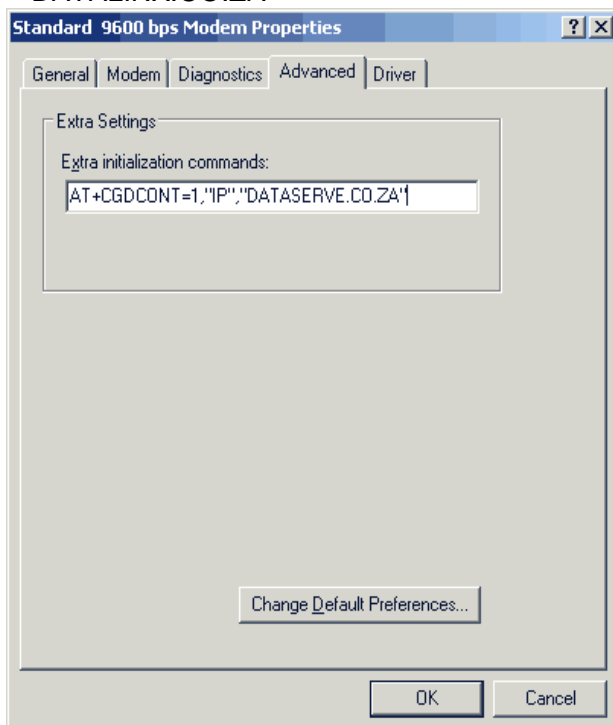 Standard 9600 bps Modem Properties
General Modem Diagnostics Advanced Driver
Extra Settings
Extra initialization commands:
AT+CGDCONT=1,"IP","DATASERVE.CO.ZA"
Change Default Preferences...
OK Cancel